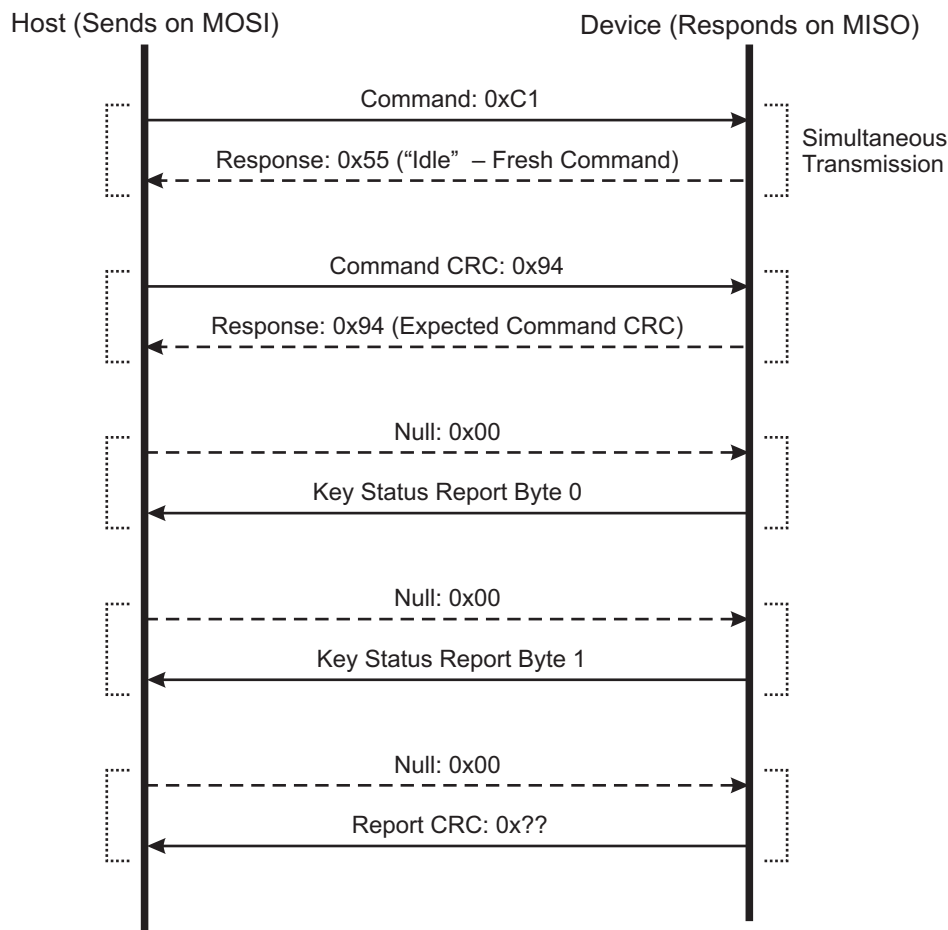 Host (Sends on MOSI)
Device (Responds on MISO)
Command: 0xC1
Simultaneous
Transmission
Response: 0x55 (“Idle” – Fresh Command)
Command CRC: 0x94
Response: 0x94 (Expected Command CRC)
Null: 0x00
Key Status Report Byte 0
Null: 0x00
Key Status Report Byte 1
Null: 0x00
Report CRC: 0x??